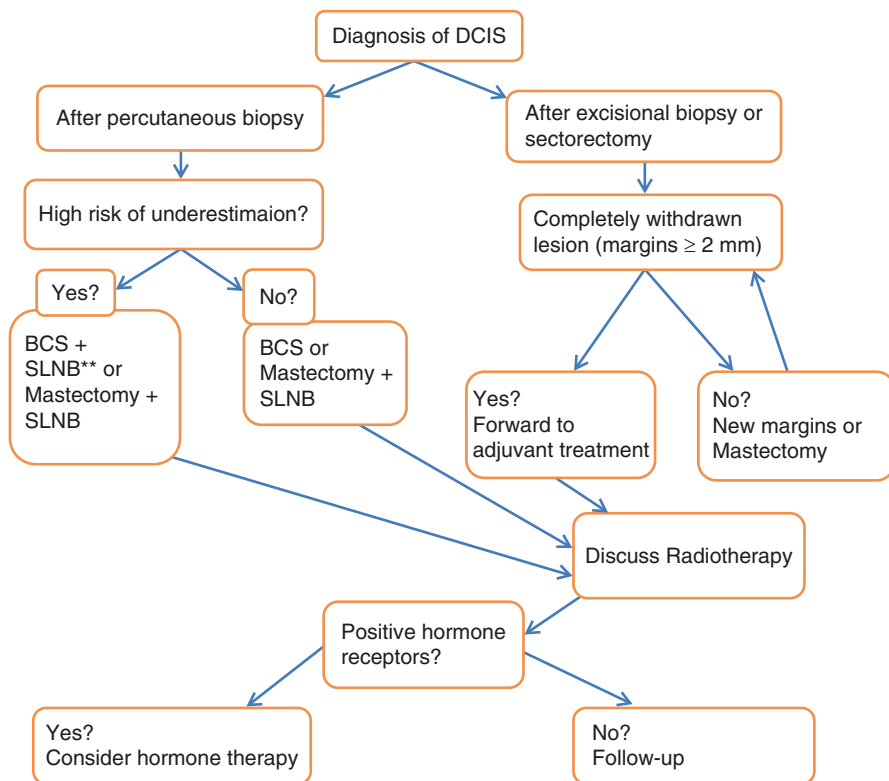 Diagnosis of DCIS
After percutaneous biopsy
After excisional biopsy or
sectorectomy
High risk of underestimaion?
Completely withdrawn
lesion (margins ≥ 2 mm)
Yes?
No?
BCS +
SLNB** or
Mastectomy +
SLNB
BCS or
Mastectomy +
SLNB
Yes?
Forward to
adjuvant treatment
No?
New margins or
Mastectomy
Discuss Radiotherapy
Positive hormone
receptors?
Yes?
Consider hormone therapy
No?
Follow-up